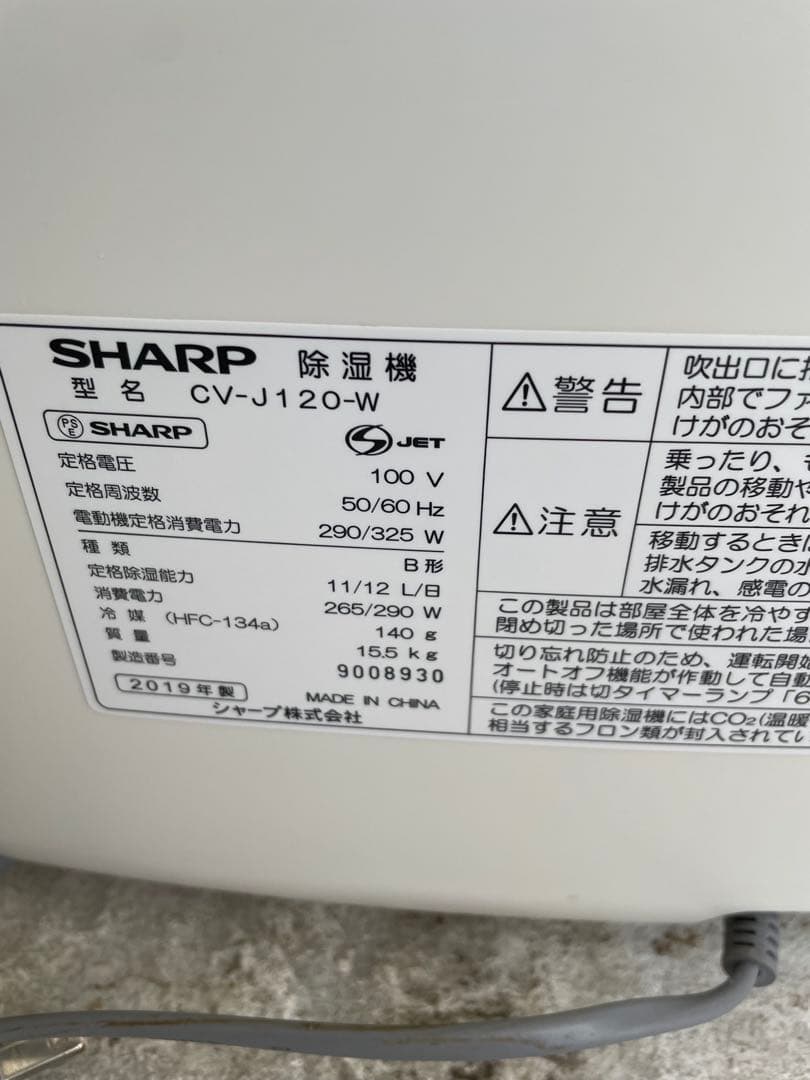 SHARP 除湿機
型名 CV-J120-W
PSE SHARP
S JET
定格電圧 100 V
定格周波数 50/60 Hz
電動機定格消費電力 290/325 W
種類 B形
定格除湿能力 11/12 L/日
消費電力 265/290 W
冷媒 (HFC-134a) 140 g
質量 15.5 kg
製造番号 9008930
2019年製 MADE IN CHINA
シャープ株式会社
警告
吹出口に
内部でファ
けがのおそ
注意
乗ったり、
製品の移動や
けがのおそれ
移動するときに
排水タンクの水
水漏れ、感電の
この製品は部屋全体を冷やす
閉め切った場所で使われた場
切り忘れ防止のため、運転開始
オートオフ機能が作動して自動
(停止時は切タイマーランプ「6
この家庭用除湿機にはCO₂(温暖
相当するフロン類が封入されてい